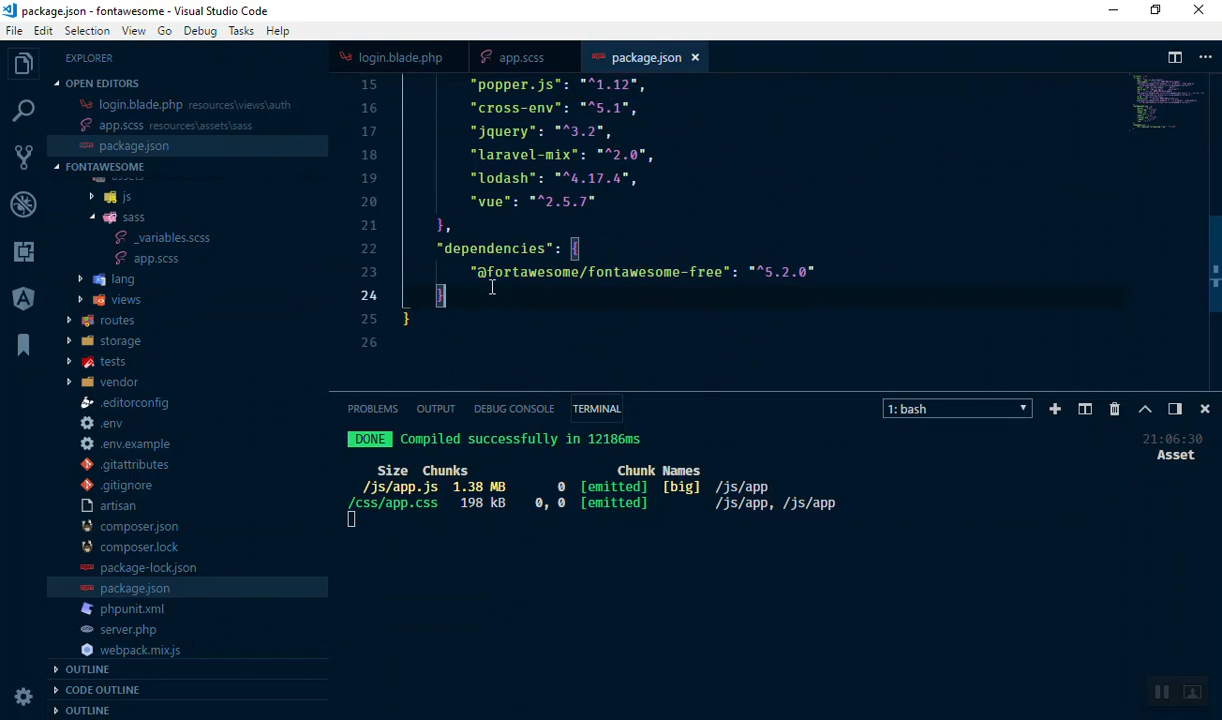 package.json - fontawesome - Visual Studio Code
File Edit Selection View Go Debug Tasks Help
EXPLORER
OPEN EDITORS
login.blade.php resources\views\auth
app.scss resources\assets\sass
package.json
FONTAWESOME
assets
js
sass
_variables.scss
app.scss
lang
views
routes
storage
tests
vendor
.editorconfig
.env
.env.example
.gitattributes
.gitignore
artisan
composer.json
composer.lock
package-lock.json
package.json
phpunit.xml
server.php
webpack.mix.js
OUTLINE
CODE OUTLINE
OUTLINE
login.blade.php app.scss package.json
15 "popper.js": "^1.12",
16 "cross-env": "^5.1",
17 "jquery": "^3.2",
18 "laravel-mix": "^2.0",
19 "lodash": "^4.17.4",
20 "vue": "^2.5.7"
21 },
22 "dependencies": {
23 "@fortawesome/fontawesome-free": "^5.2.0"
24 }
25 }
26
PROBLEMS OUTPUT DEBUG CONSOLE TERMINAL 1: bash
DONE Compiled successfully in 12186ms 21:06:30
Asset
Size Chunks Chunk Names
/js/app.js 1.38 MB 0 [emitted] [big] /js/app
/css/app.css 198 kB 0, 0 [emitted] /js/app, /js/app